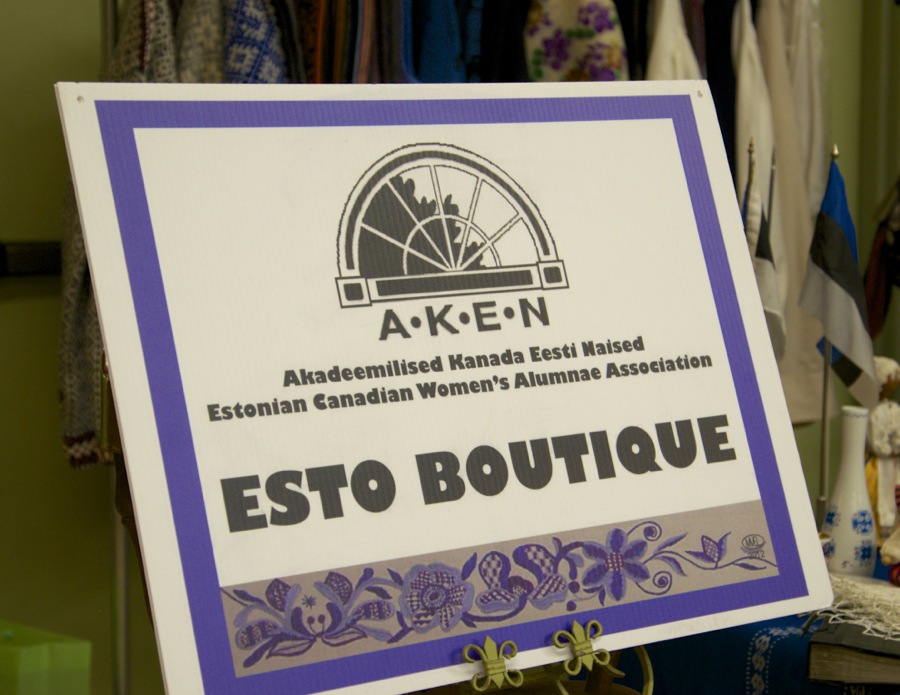 A•K•E•N
Akadeemilised Kanada Eesti Naised
Estonian Canadian Women's Alumnae Association
ESTO BOUTIQUE